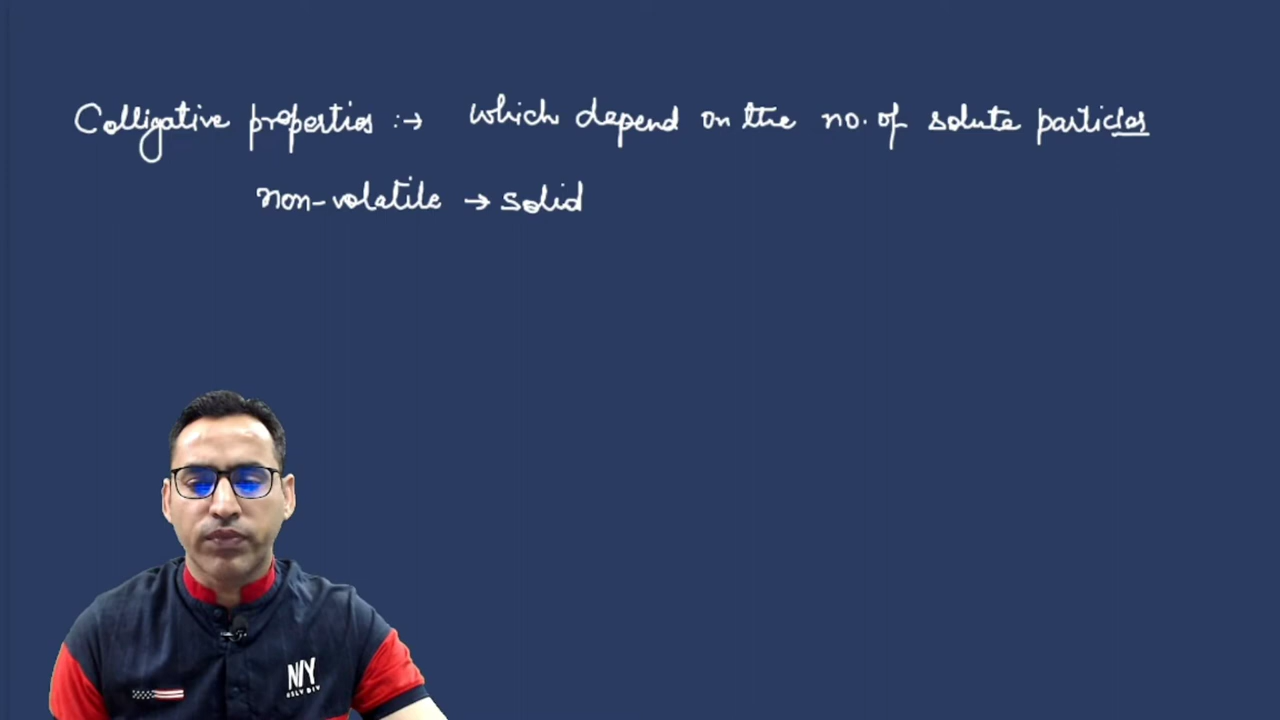 Colligative properties :→ which depend on the no. of solute particles
non-volatile → solid
N/Y